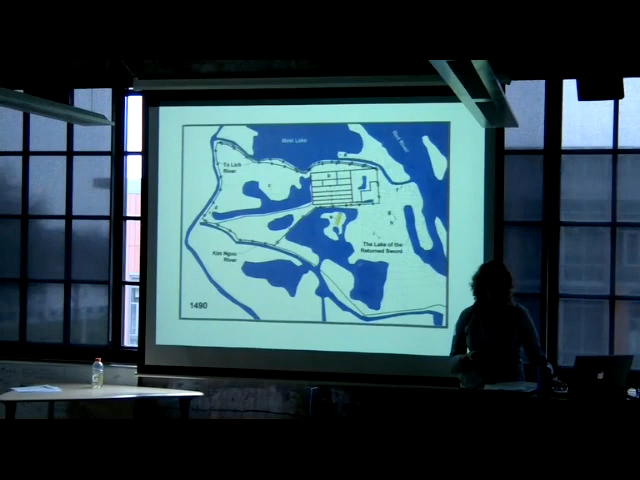 West Lake
Red River
To Lich
River
The Lake of the
Returned Sword
Kim Nguu
River
1490